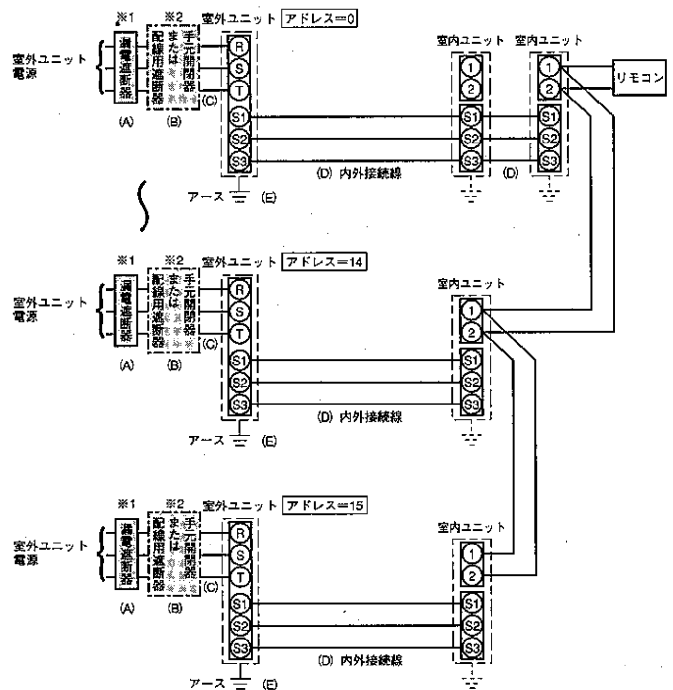 ※1 ※2 室外ユニット アドレス=0
室外ユニット
電源
漏電遮断器
配線用遮断器
または
手元開閉器
(A) (B) (C)
R
S
T
S1
S2
S3
アース (E)
(D) 内外接続線
室内ユニット
1
2
S1
S2
S3
(D)
室内ユニット
1
2
S1
S2
S3
リモコン
※1 ※2 室外ユニット アドレス=14
室外ユニット
電源
漏電遮断器
配線用遮断器
または
手元開閉器
(A) (B) (C)
R
S
T
S1
S2
S3
アース (E)
(D) 内外接続線
室内ユニット
1
2
S1
S2
S3
※1 ※2 室外ユニット アドレス=15
室外ユニット
電源
漏電遮断器
配線用遮断器
または
手元開閉器
(A) (B) (C)
R
S
T
S1
S2
S3
アース (E)
(D) 内外接続線
室内ユニット
1
2
S1
S2
S3